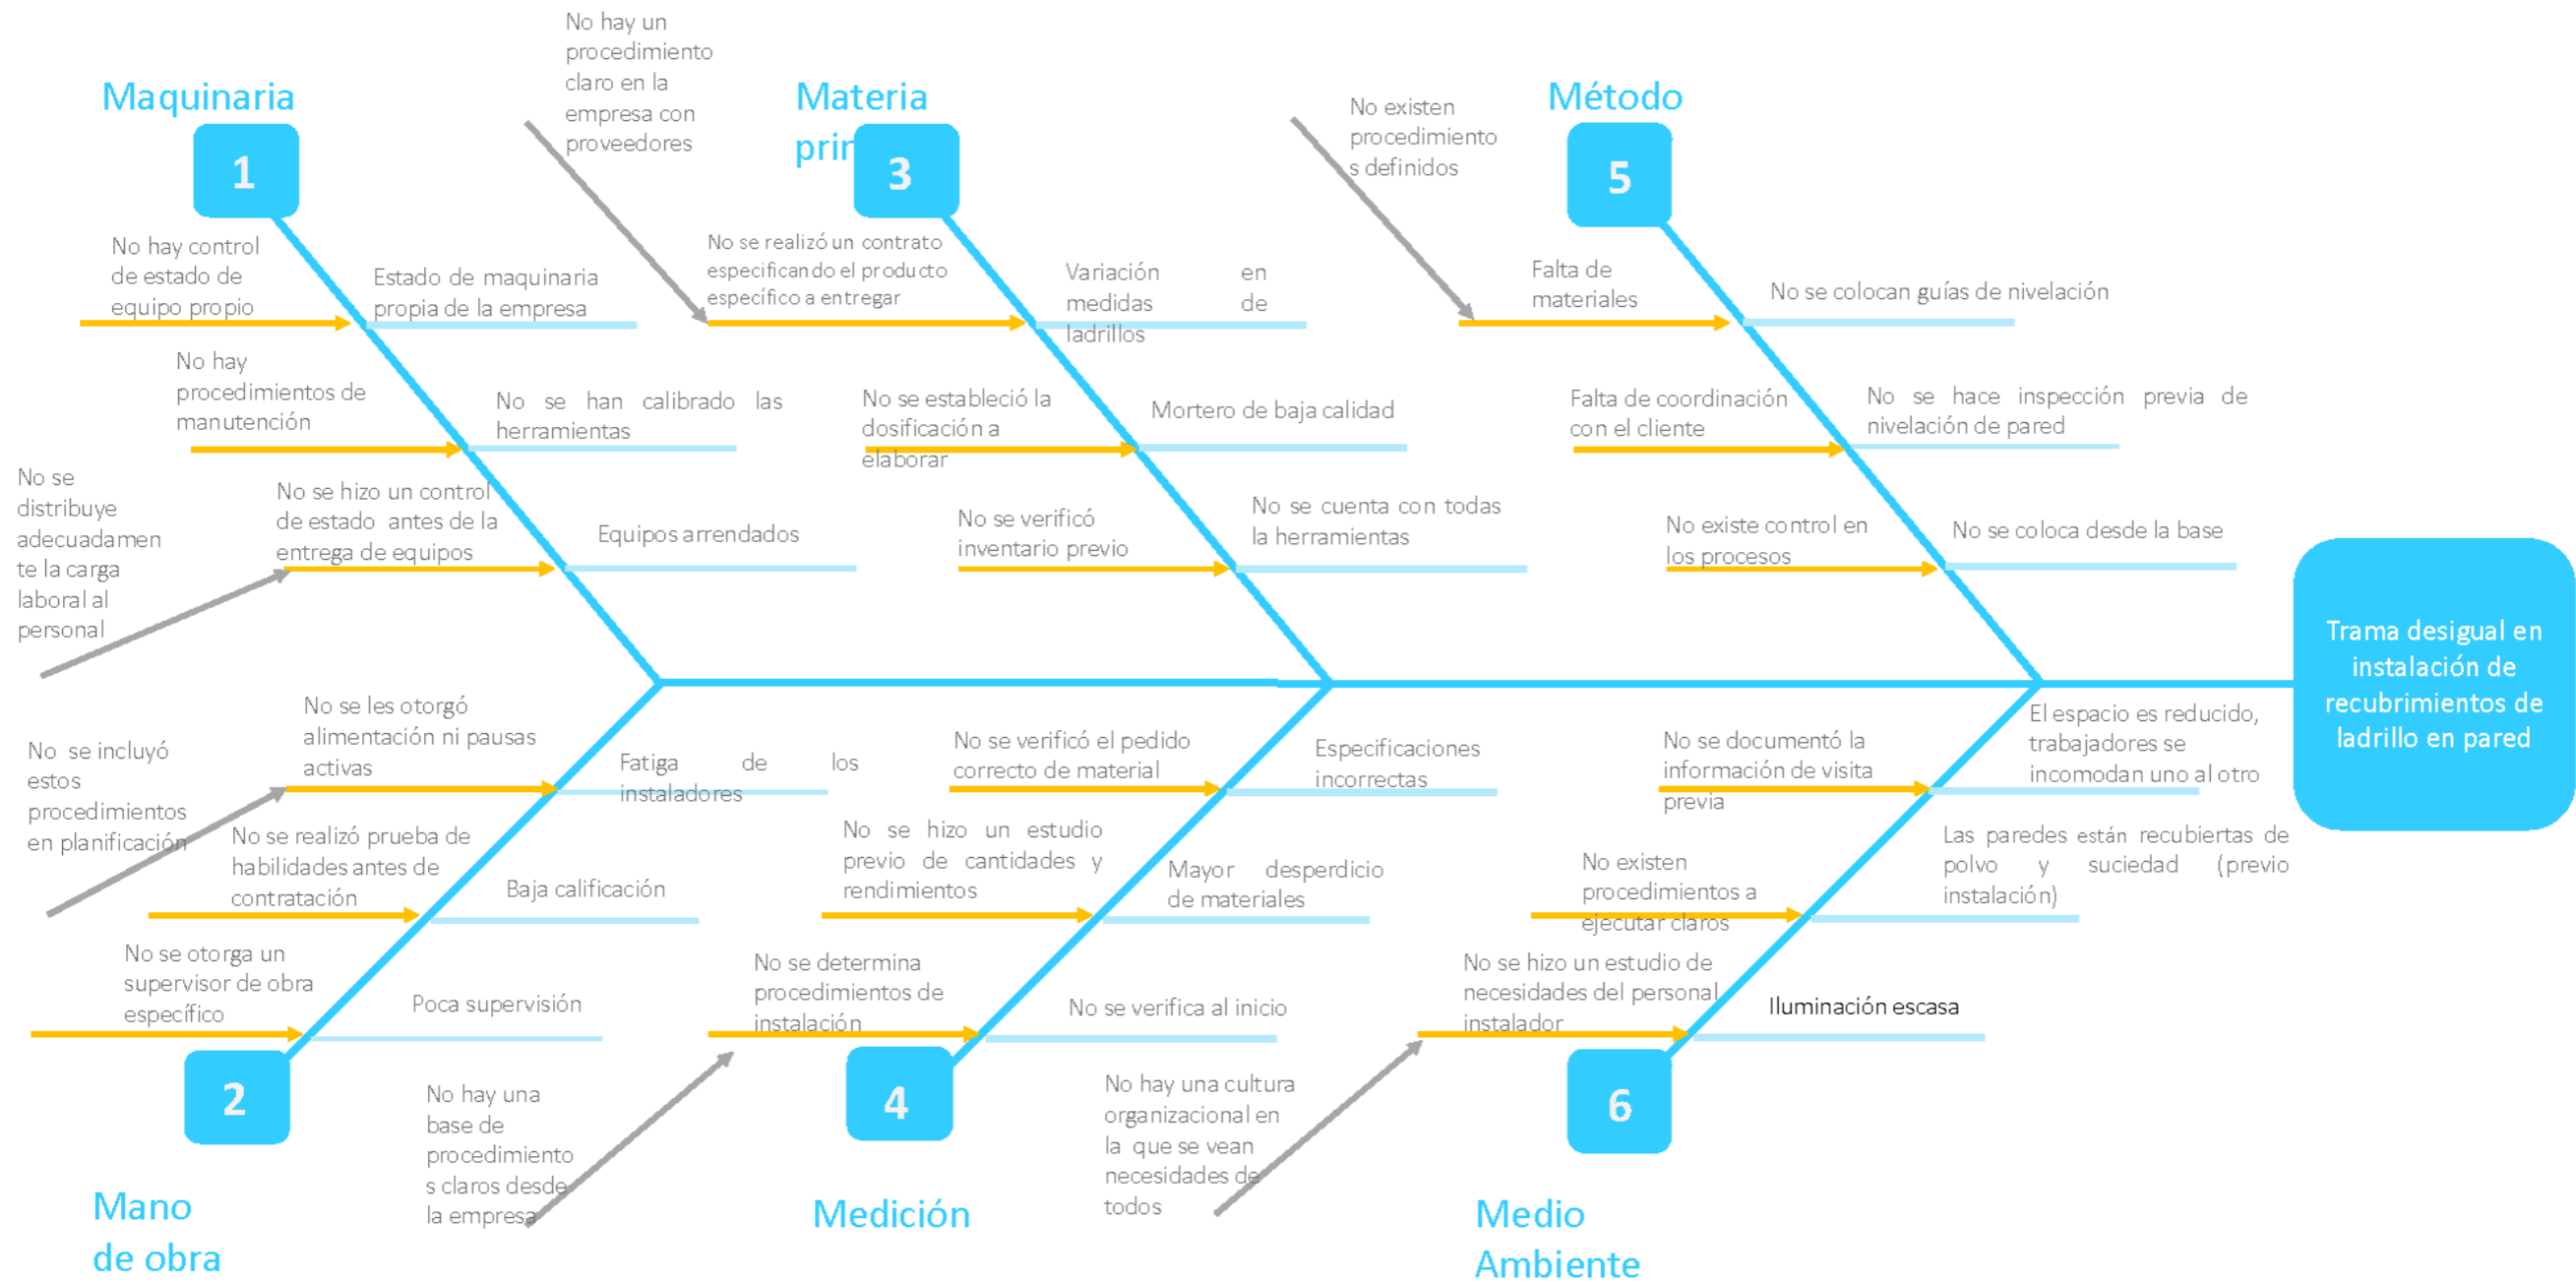 Maquinaria
1
No hay control
de estado de
equipo propio
Estado de maquinaria
propia de la empresa
No hay
procedimientos de
manutención
No se han calibrado las
herramientas
No se
distribuye
adecuadamen
te la carga
laboral al
personal
No se hizo un control
de estado antes de la
entrega de equipos
Equipos arrendados
No hay un
procedimiento
claro en la
empresa con
proveedores
Materia
prim
3
No se realizó un contrato
especificando el producto
específico a entregar
Variación en
medidas de
ladrillos
No se estableció la
dosificación a
elaborar
Mortero de baja calidad
No se verificó
inventario previo
No se cuenta con todas
la herramientas
No existen
procedimiento
s definidos
Método
5
Falta de
materiales
No se colocan guías de nivelación
Falta de coordinación
con el cliente
No se hace inspección previa de
nivelación de pared
No existe control en
los procesos
No se coloca desde la base
Trama desigual en
instalación de
recubrimientos de
ladrillo en pared
No se les otorgó
alimentación ni pausas
activas
No se incluyó
estos
procedimientos
en planificación
Fatiga de los
instaladores
No se realizó prueba de
habilidades antes de
contratación
Baja calificación
No se otorga un
supervisor de obra
específico
Poca supervisión
2
Mano
de obra
No se verificó el pedido
correcto de material
Especificaciones
incorrectas
No se hizo un estudio
previo de cantidades y
rendimientos
Mayor desperdicio
de materiales
No se determina
procedimientos de
instalación
No se verifica al inicio
No hay una
base de
procedimiento
s claros desde
la empresa
4
Medición
No se documentó la
información de visita
previa
El espacio es reducido,
trabajadores se
incomodan uno al otro
No existen
procedimientos a
ejecutar claros
Las paredes están recubiertas de
polvo y suciedad (previo
instalación)
No se hizo un estudio de
necesidades del personal
instalador
Iluminación escasa
No hay una cultura
organizacional en
la que se vean
necesidades de
todos
6
Medio
Ambiente